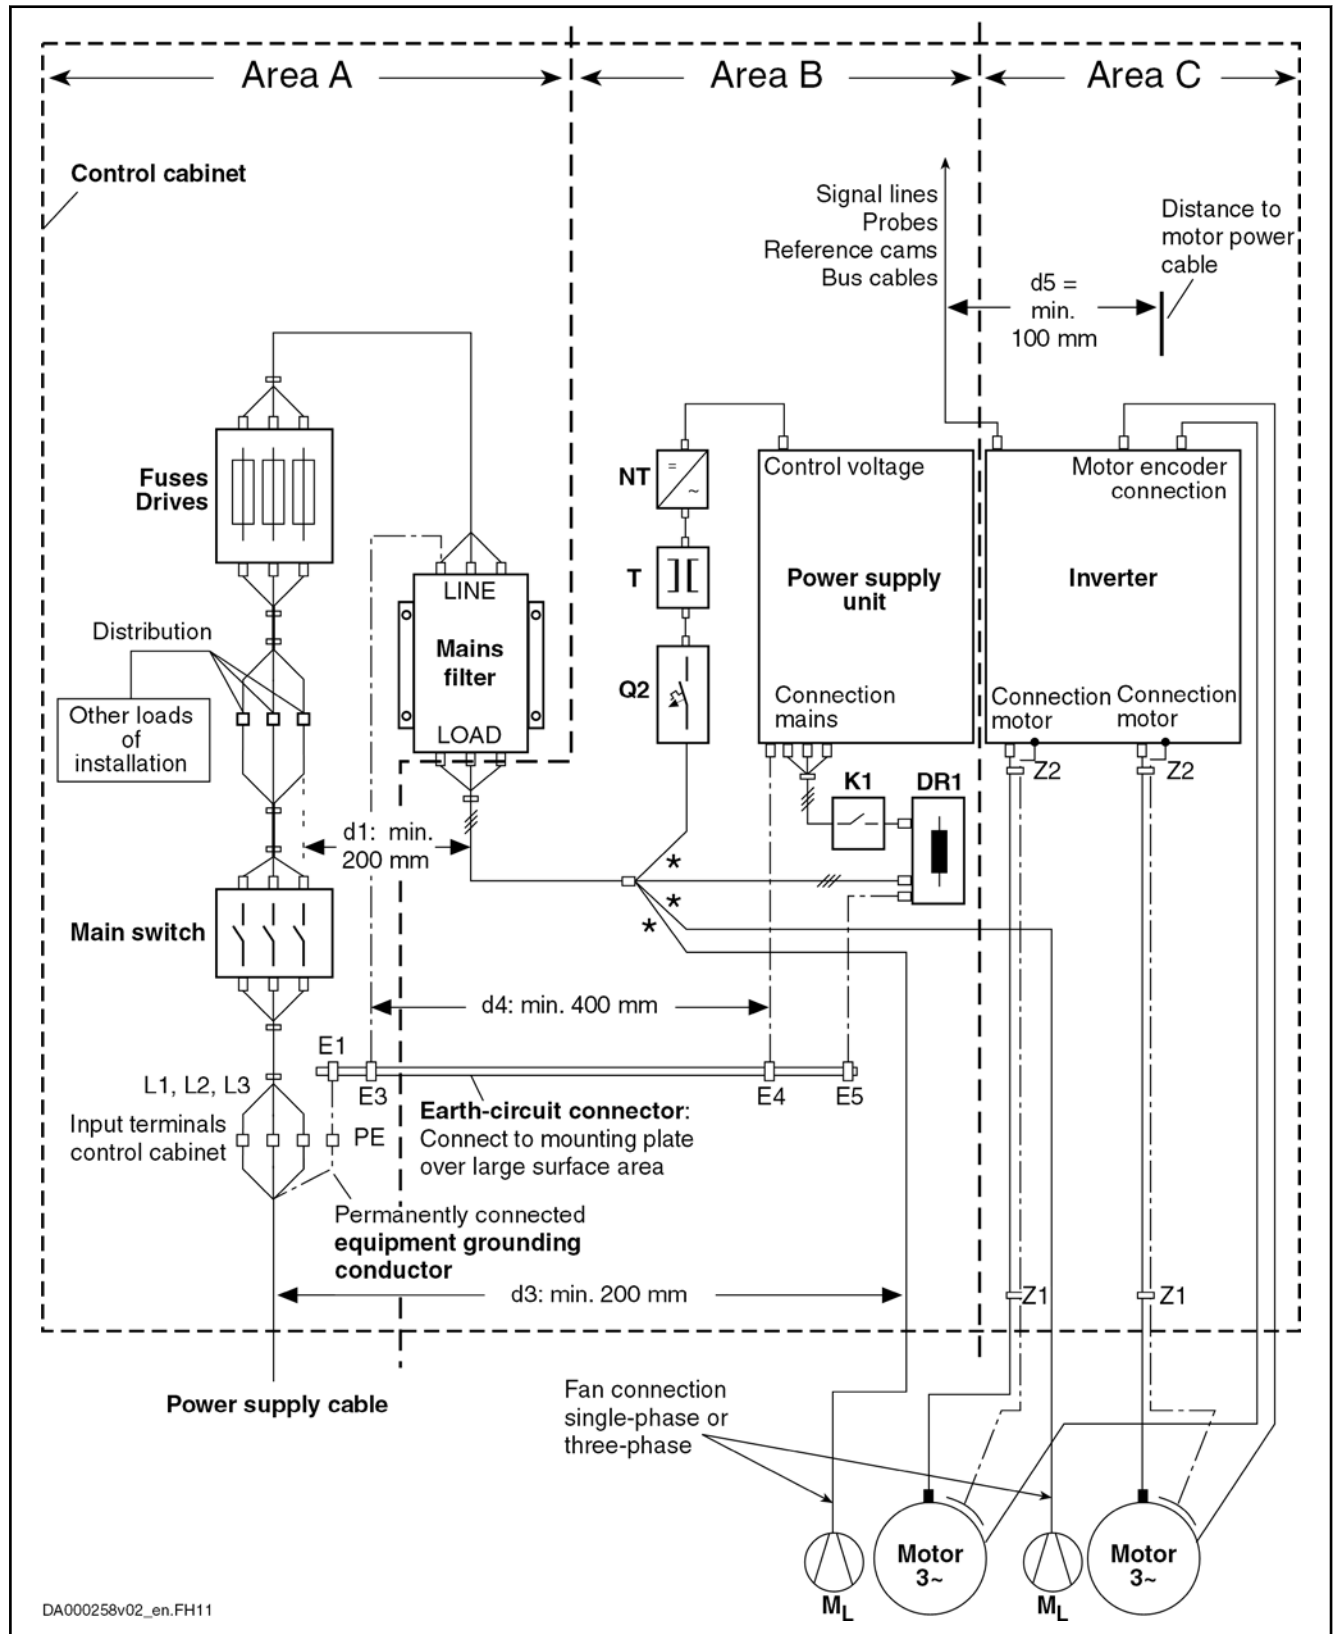 Area A
Area B
Area C
Control cabinet
Signal lines
Probes
Reference cams
Bus cables
Distance to
motor power
cable
d5 =
min.
100 mm
Fuses
Drives
NT
=
~
T
Q2
Control voltage
Power supply
unit
Connection
mains
Motor encoder
connection
Inverter
Connection
motor
Connection
motor
Z2
Z2
LINE
Mains
filter
LOAD
Distribution
Other loads
of
installation
K1
DR1
d1: min.
200 mm
*
*
*
Main switch
d4: min. 400 mm
E1
E3
E4
E5
L1, L2, L3
Input terminals
control cabinet
PE
Earth-circuit connector:
Connect to mounting plate
over large surface area
Permanently connected
equipment grounding
conductor
d3: min. 200 mm
Z1
Z1
Power supply cable
Fan connection
single-phase or
three-phase
Motor
3~
Motor
3~
ML
ML
DA000258v02_en.FH11